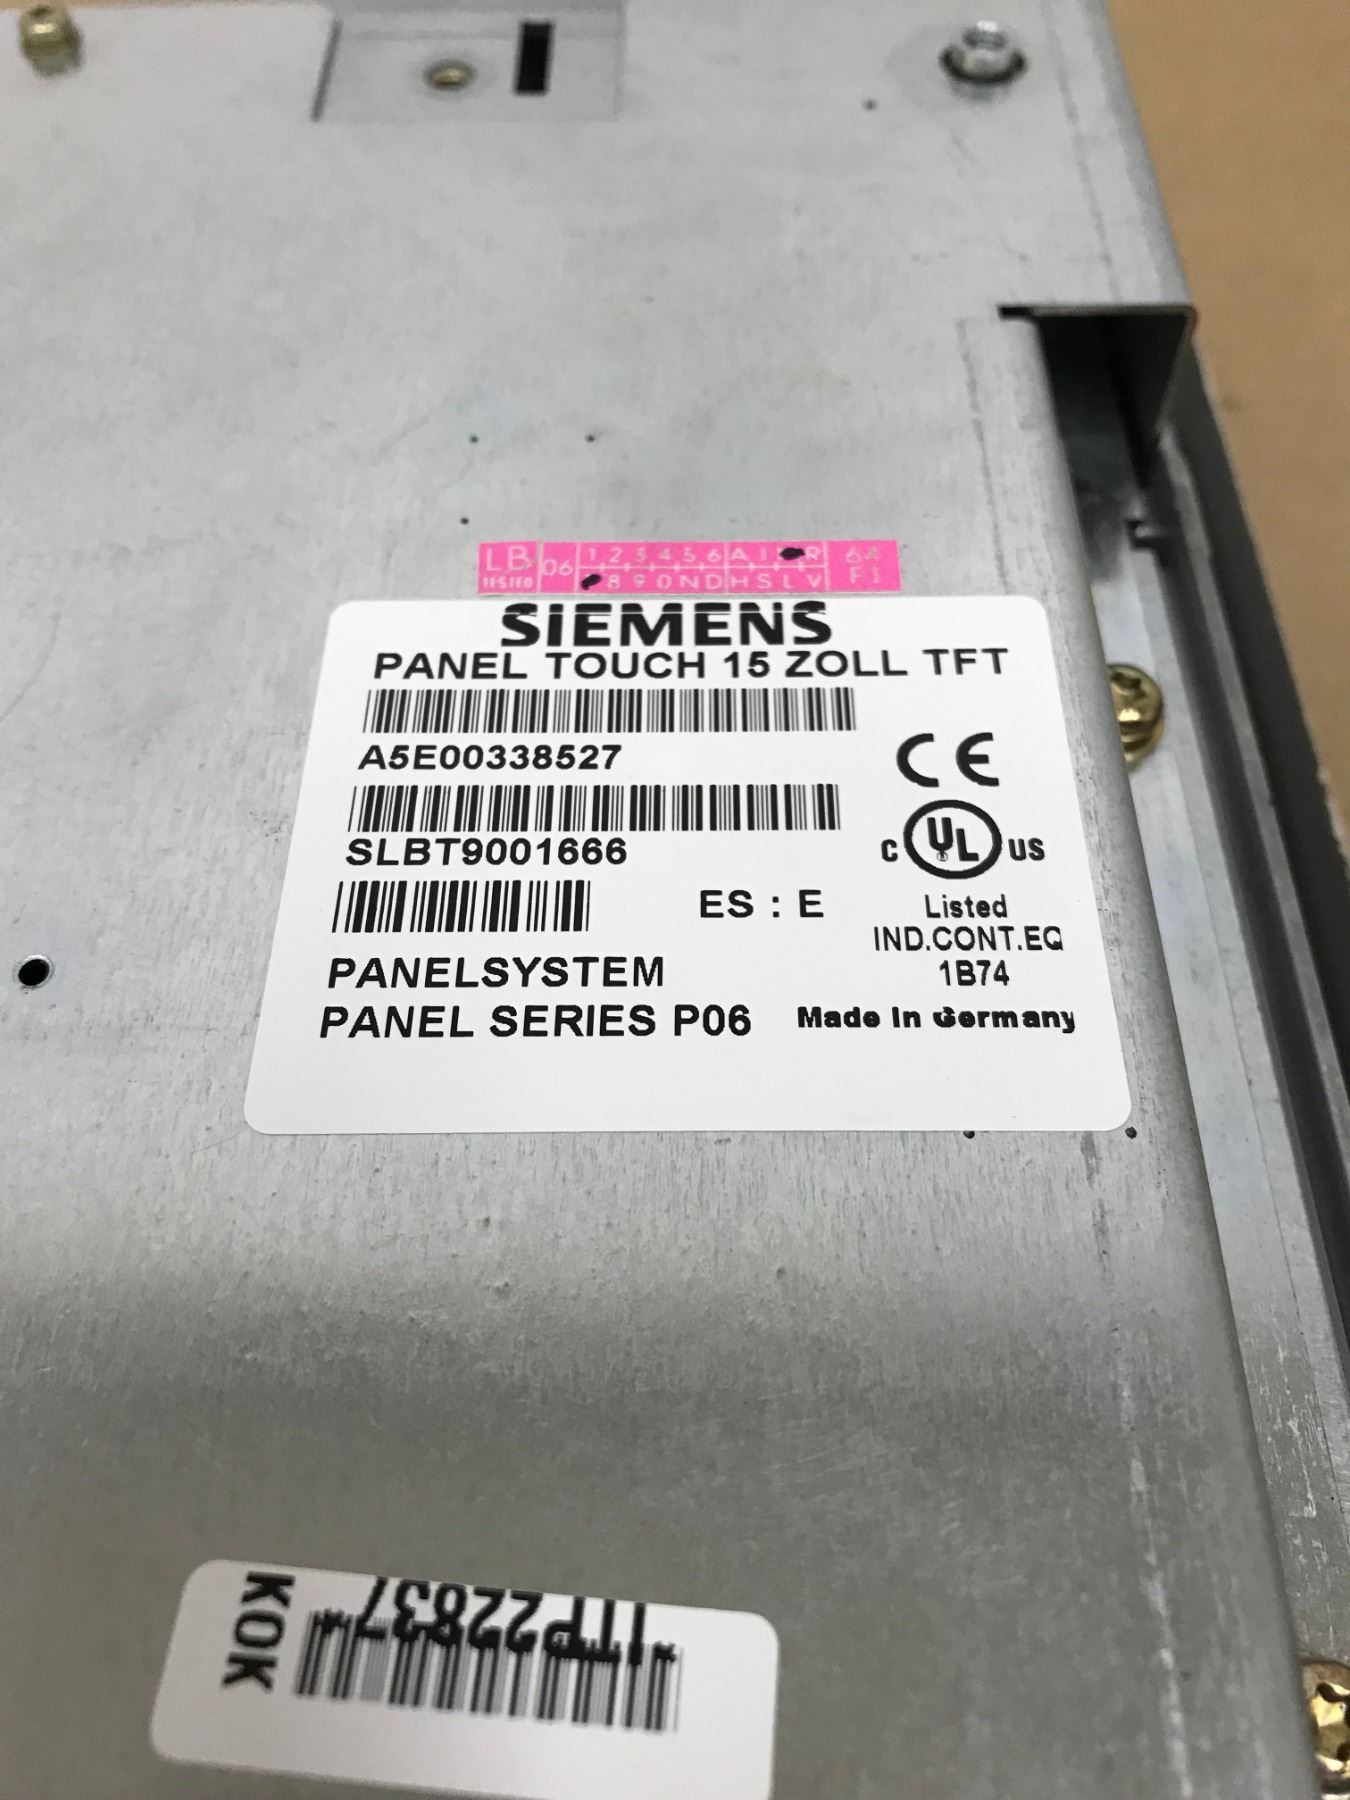 LB 06 1 2 3 4 5 6 A I R 64
TESTED 8 9 0 N D H S L V F1
SIEMENS
PANEL TOUCH 15 ZOLL TFT
A5E00338527
CE
SLBT9001666
C UL US
ES : E
Listed
IND.CONT.EQ
1B74
PANELSYSTEM
PANEL SERIES P06
Made in Germany
KOK
ITP22837